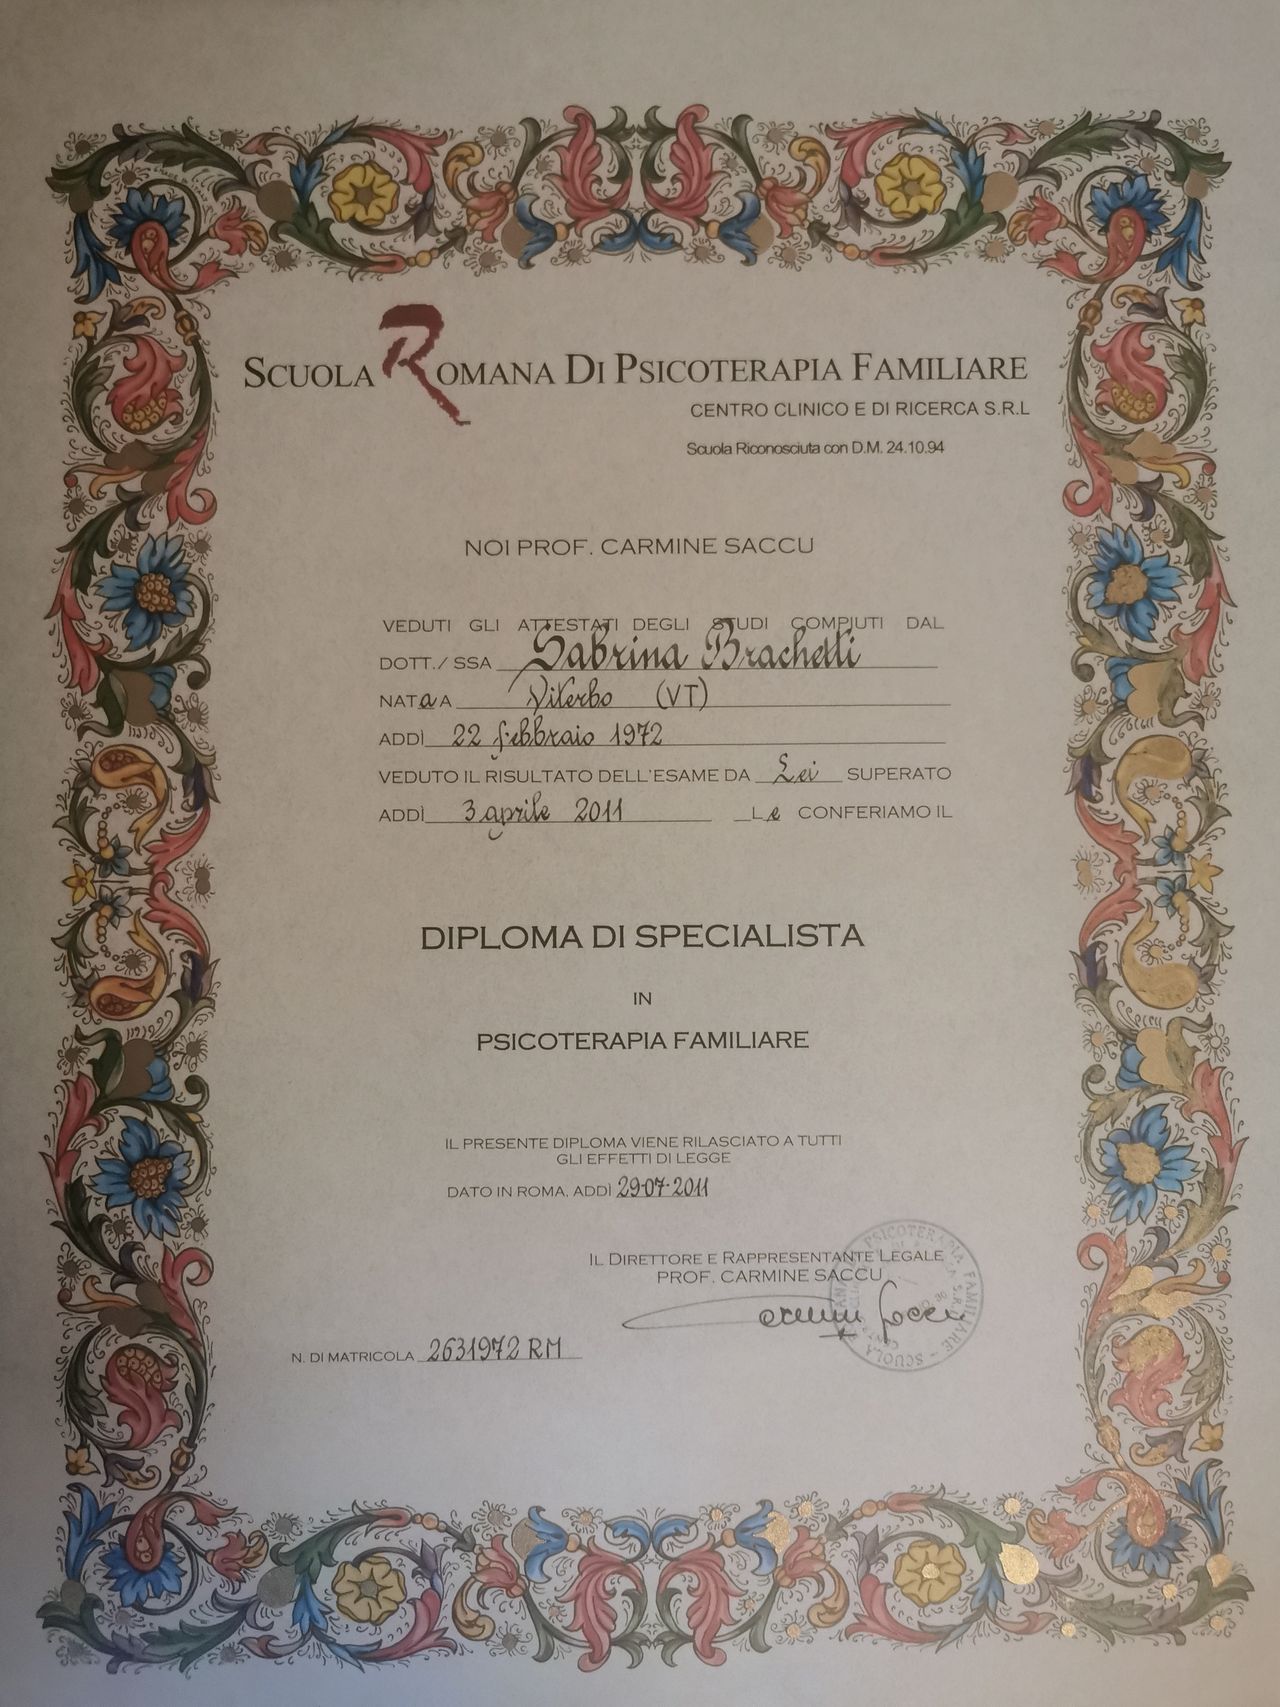 SCUOLA ROMANA DI PSICOTERAPIA FAMILIARE
CENTRO CLINICO E DI RICERCA S.R.L
Scuola Riconosciuta con D.M. 24.10.94
NOI PROF. CARMINE SACCU
VEDUTI GLI ATTESTATI DEGLI STUDI COMPIUTI DAL
DOTT./SSA Sabrina Brachetti
NATa A Viterbo (VT)
ADDÌ 22 febbraio 1972
VEDUTO IL RISULTATO DELL'ESAME DA Lei SUPERATO
ADDÌ 3 aprile 2011 Le CONFERIAMO IL
DIPLOMA DI SPECIALISTA
IN
PSICOTERAPIA FAMILIARE
IL PRESENTE DIPLOMA VIENE RILASCIATO A TUTTI
GLI EFFETTI DI LEGGE
DATO IN ROMA, ADDÌ 29-07-2011
IL DIRETTORE E RAPPRESENTANTE LEGALE
PROF. CARMINE SACCU
N. DI MATRICOLA 2631972 RM
SCUOLA PSICOTERAPIA FAMILIARE